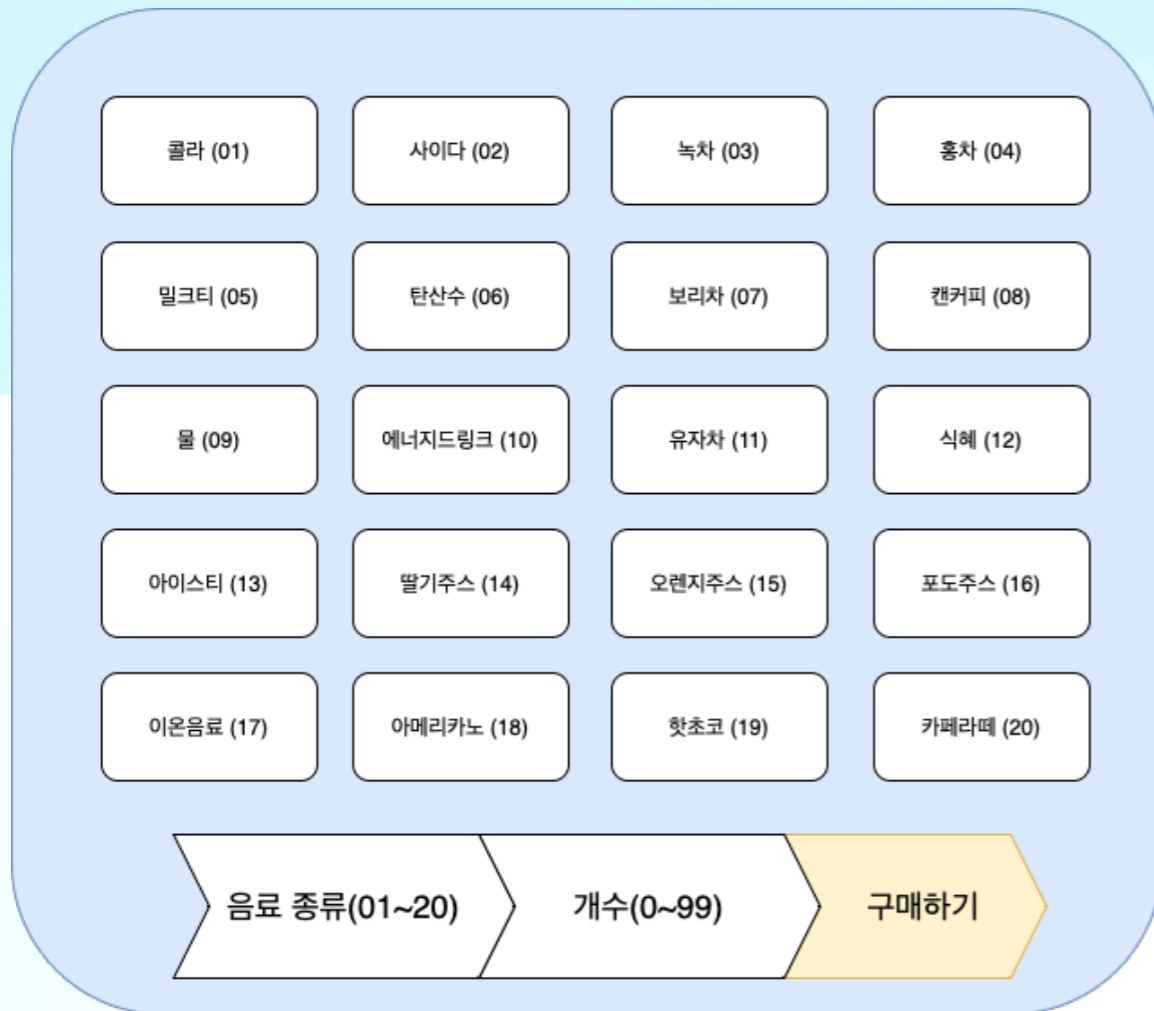 콜라 (01)
사이다 (02)
녹차 (03)
홍차 (04)
밀크티 (05)
탄산수 (06)
보리차 (07)
캔커피 (08)
물 (09)
에너지드링크 (10)
유자차 (11)
식혜 (12)
아이스티 (13)
딸기주스 (14)
오렌지주스 (15)
포도주스 (16)
이온음료 (17)
아메리카노 (18)
핫초코 (19)
카페라떼 (20)
음료 종류(01~20)
개수(0~99)
구매하기